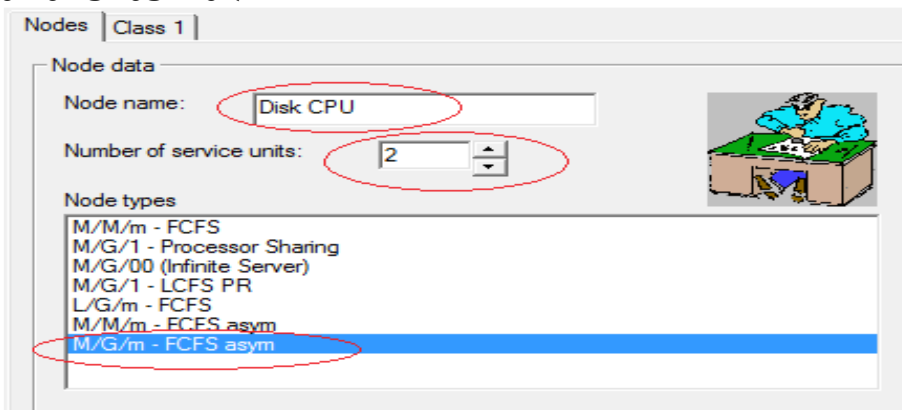 Nodes Class 1
Node data
Node name: Disk CPU
Number of service units: 2
Node types
M/M/m - FCFS
M/G/1 - Processor Sharing
M/G/00 (Infinite Server)
M/G/1 - LCFS PR
L/G/m - FCFS
M/M/m - FCFS asym
M/G/m - FCFS asym